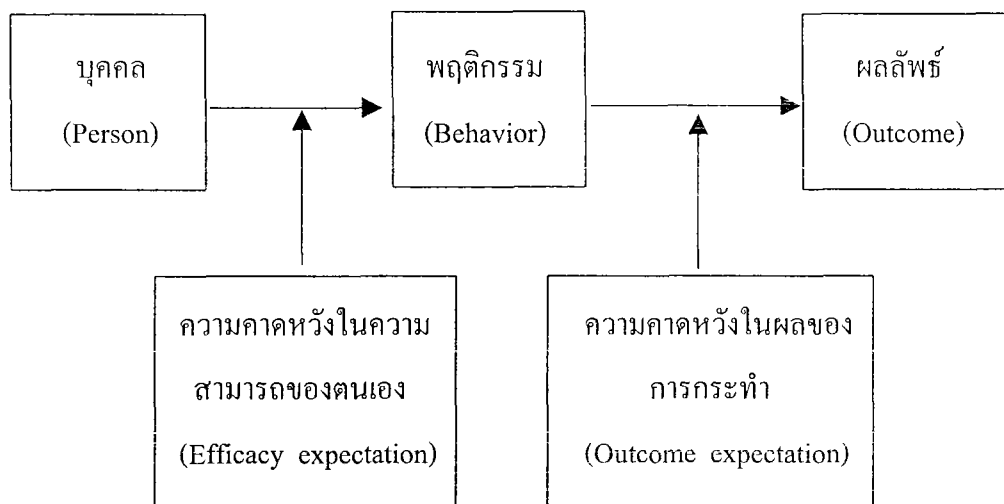 บุคคล
(Person)
พฤติกรรม
(Behavior)
ผลลัพธ์
(Outcome)
ความคาดหวังในความ
สามารถของตนเอง
(Efficacy expectation)
ความคาดหวังในผลของ
การกระทำ
(Outcome expectation)